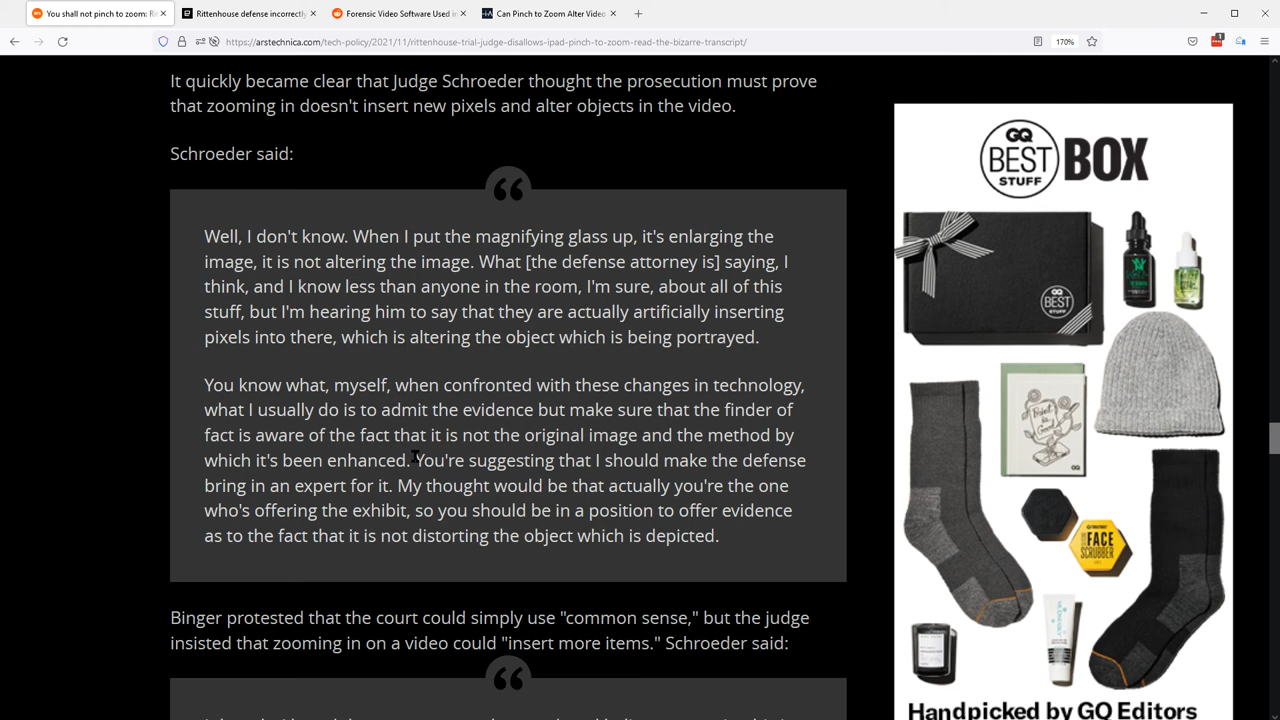 You shall not pinch to zoom: Ri
Rittenhouse defense incorrectly
Forensic Video Software Used in
Can Pinch to Zoom Alter Video
https://arstechnica.com/tech-policy/2021/11/rittenhouse-trial-judge-disallows-ipad-pinch-to-zoom-read-the-bizarre-transcript/
170%
1
It quickly became clear that Judge Schroeder thought the prosecution must prove
that zooming in doesn't insert new pixels and alter objects in the video.
Schroeder said:
Well, I don't know. When I put the magnifying glass up, it's enlarging the
image, it is not altering the image. What [the defense attorney is] saying, I
think, and I know less than anyone in the room, I'm sure, about all of this
stuff, but I'm hearing him to say that they are actually artificially inserting
pixels into there, which is altering the object which is being portrayed.
You know what, myself, when confronted with these changes in technology,
what I usually do is to admit the evidence but make sure that the finder of
fact is aware of the fact that it is not the original image and the method by
which it's been enhanced. You're suggesting that I should make the defense
bring in an expert for it. My thought would be that actually you're the one
who's offering the exhibit, so you should be in a position to offer evidence
as to the fact that it is not distorting the object which is depicted.
Binger protested that the court could simply use "common sense," but the judge
insisted that zooming in on a video could "insert more items." Schroeder said:
GQ
BEST
STUFF
BOX
GQ
BEST
STUFF
FACE
SCRUBBER
Handpicked by GQ Editors